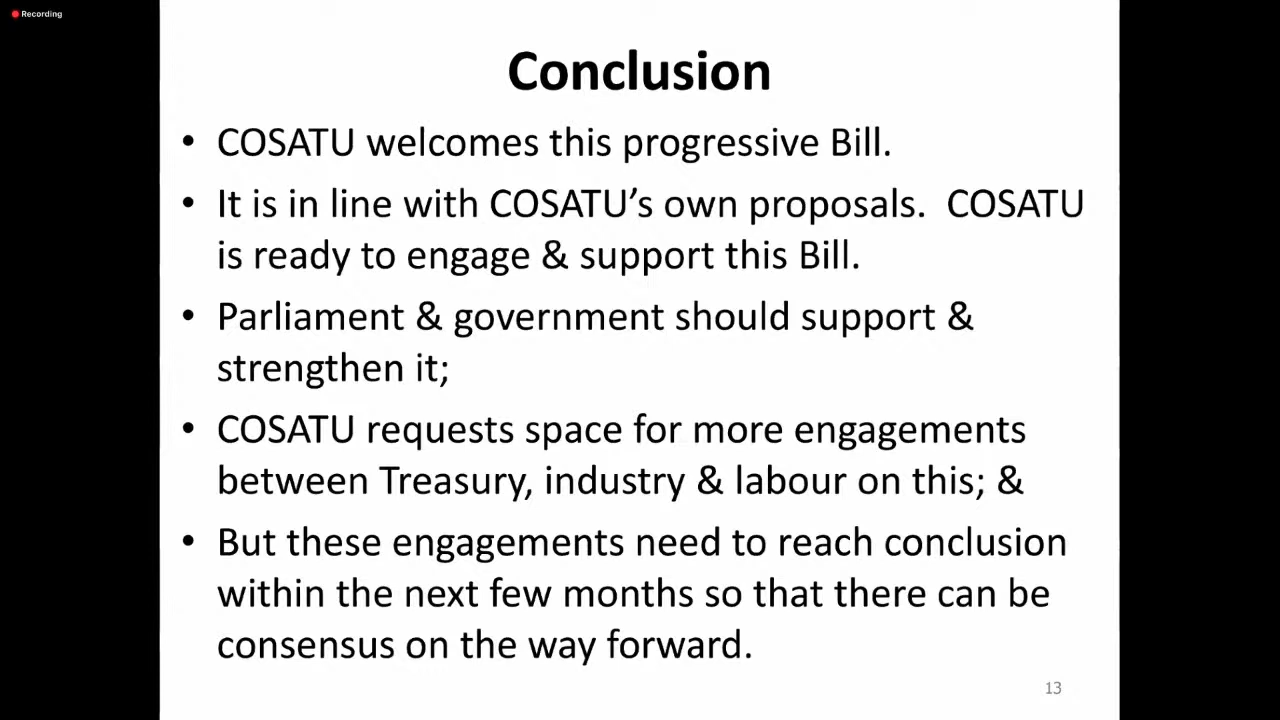 Recording
Conclusion
• COSATU welcomes this progressive Bill.
• It is in line with COSATU’s own proposals.  COSATU
is ready to engage & support this Bill.
• Parliament & government should support &
strengthen it;
• COSATU requests space for more engagements
between Treasury, industry & labour on this; &
• But these engagements need to reach conclusion
within the next few months so that there can be
consensus on the way forward.
13